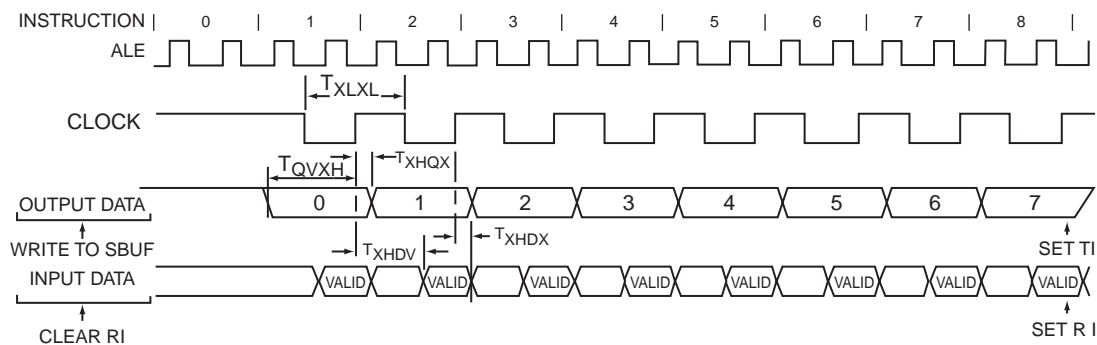 INSTRUCTION | 0 | 1 | 2 | 3 | 4 | 5 | 6 | 7 | 8 |
ALE
TXLXL
CLOCK
TQVXH TXHQX
OUTPUT DATA 0 1 2 3 4 5 6 7
WRITE TO SBUF TXHDV TXHDX SET TI
INPUT DATA VALID VALID VALID VALID VALID VALID VALID VALID
CLEAR RI SET R I